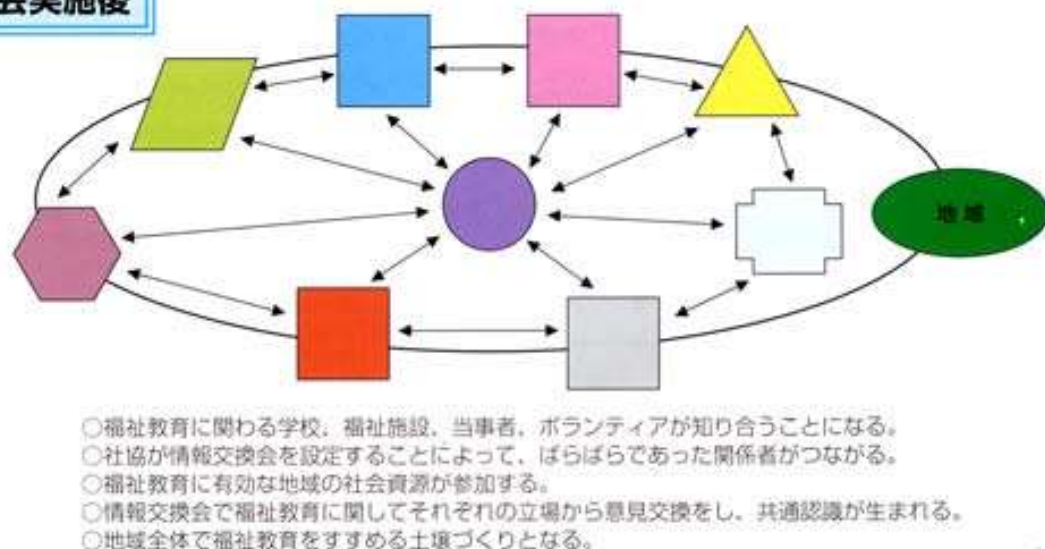 会実施後
地域
○福祉教育に関わる学校、福祉施設、当事者、ボランティアが知り合うことになる。
○社協が情報交換会を設定することによって、ばらばらであった関係者がつながる。
○福祉教育に有効な地域の社会資源が参加する。
○情報交換会で福祉教育に関してそれぞれの立場から意見交換をし、共通認識が生まれる。
○地域全体で福祉教育をすすめる土壌づくりとなる。